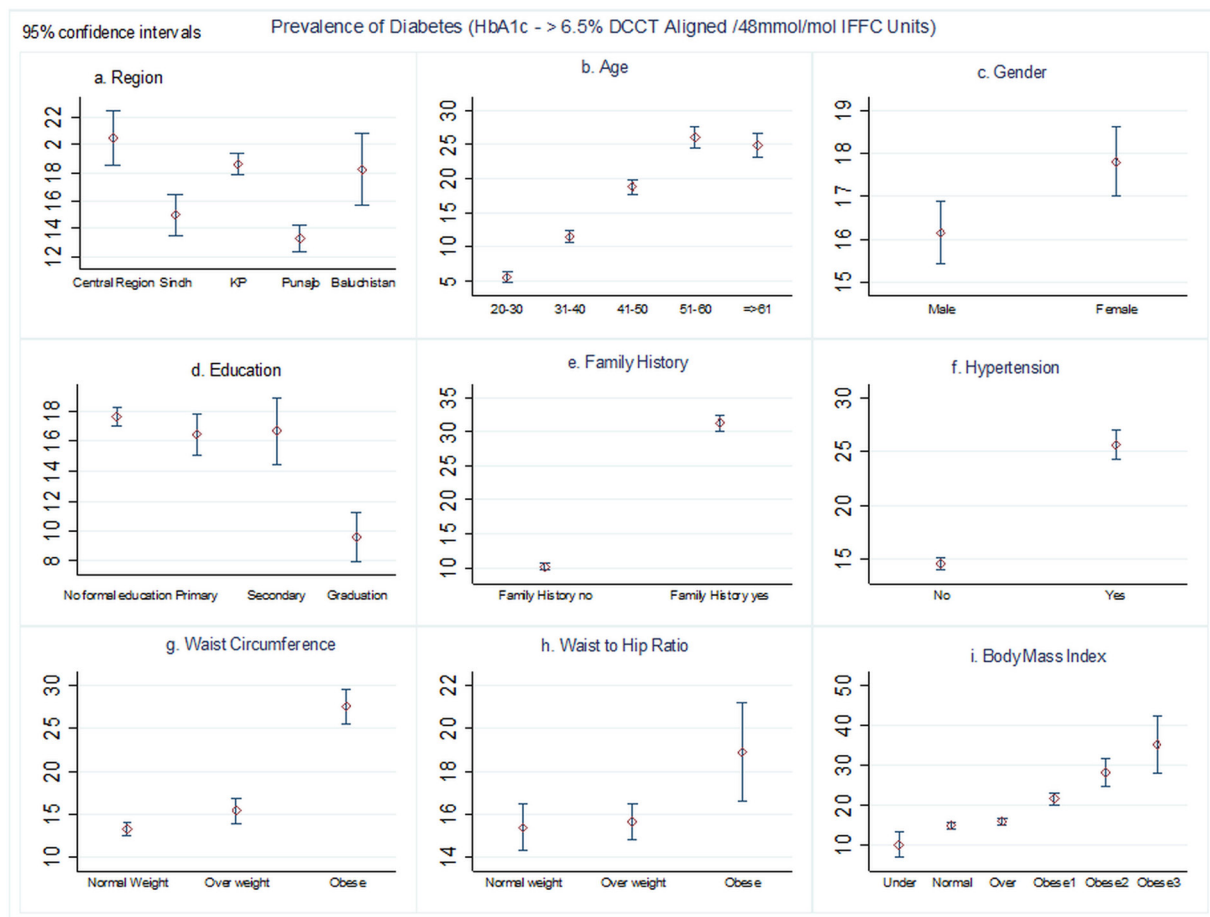 95% confidence intervals
Prevalence of Diabetes (HbA1c - > 6.5% DCCT Aligned /48mmol/mol IFFC Units)
a. Region
22
2
18
16
14
12
Central Region Sindh KP Punajb Baluchistan
b. Age
30
25
20
15
10
5
20-30 31-40 41-50 51-60 =>61
c. Gender
19
18
17
16
15
Male Female
d. Education
18
16
14
12
10
8
No formal education Primary Secondary Graduation
e. Family History
35
30
25
20
15
10
Family History no Family History yes
f. Hypertension
30
25
20
15
No Yes
g. Waist Circumference
30
25
20
15
10
Normal Weight Over weight Obese
h. Waist to Hip Ratio
22
20
18
16
14
Normal weight Over weight Obese
i. Body Mass Index
50
40
30
20
10
Under Normal Over Obese1 Obese2 Obese3